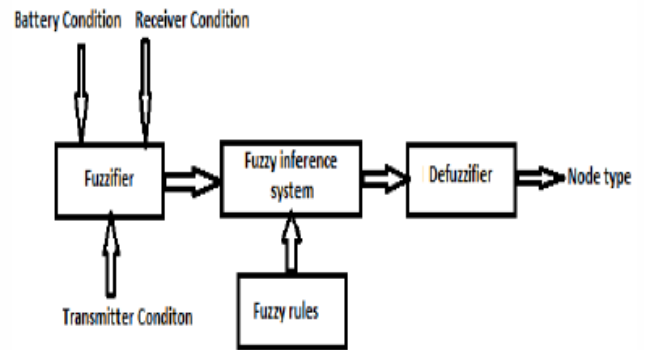 Battery Condition
Receiver Condition
Fuzzifier
Fuzzy inference
system
Defuzzifier
Node type
Transmitter Conditon
Fuzzy rules